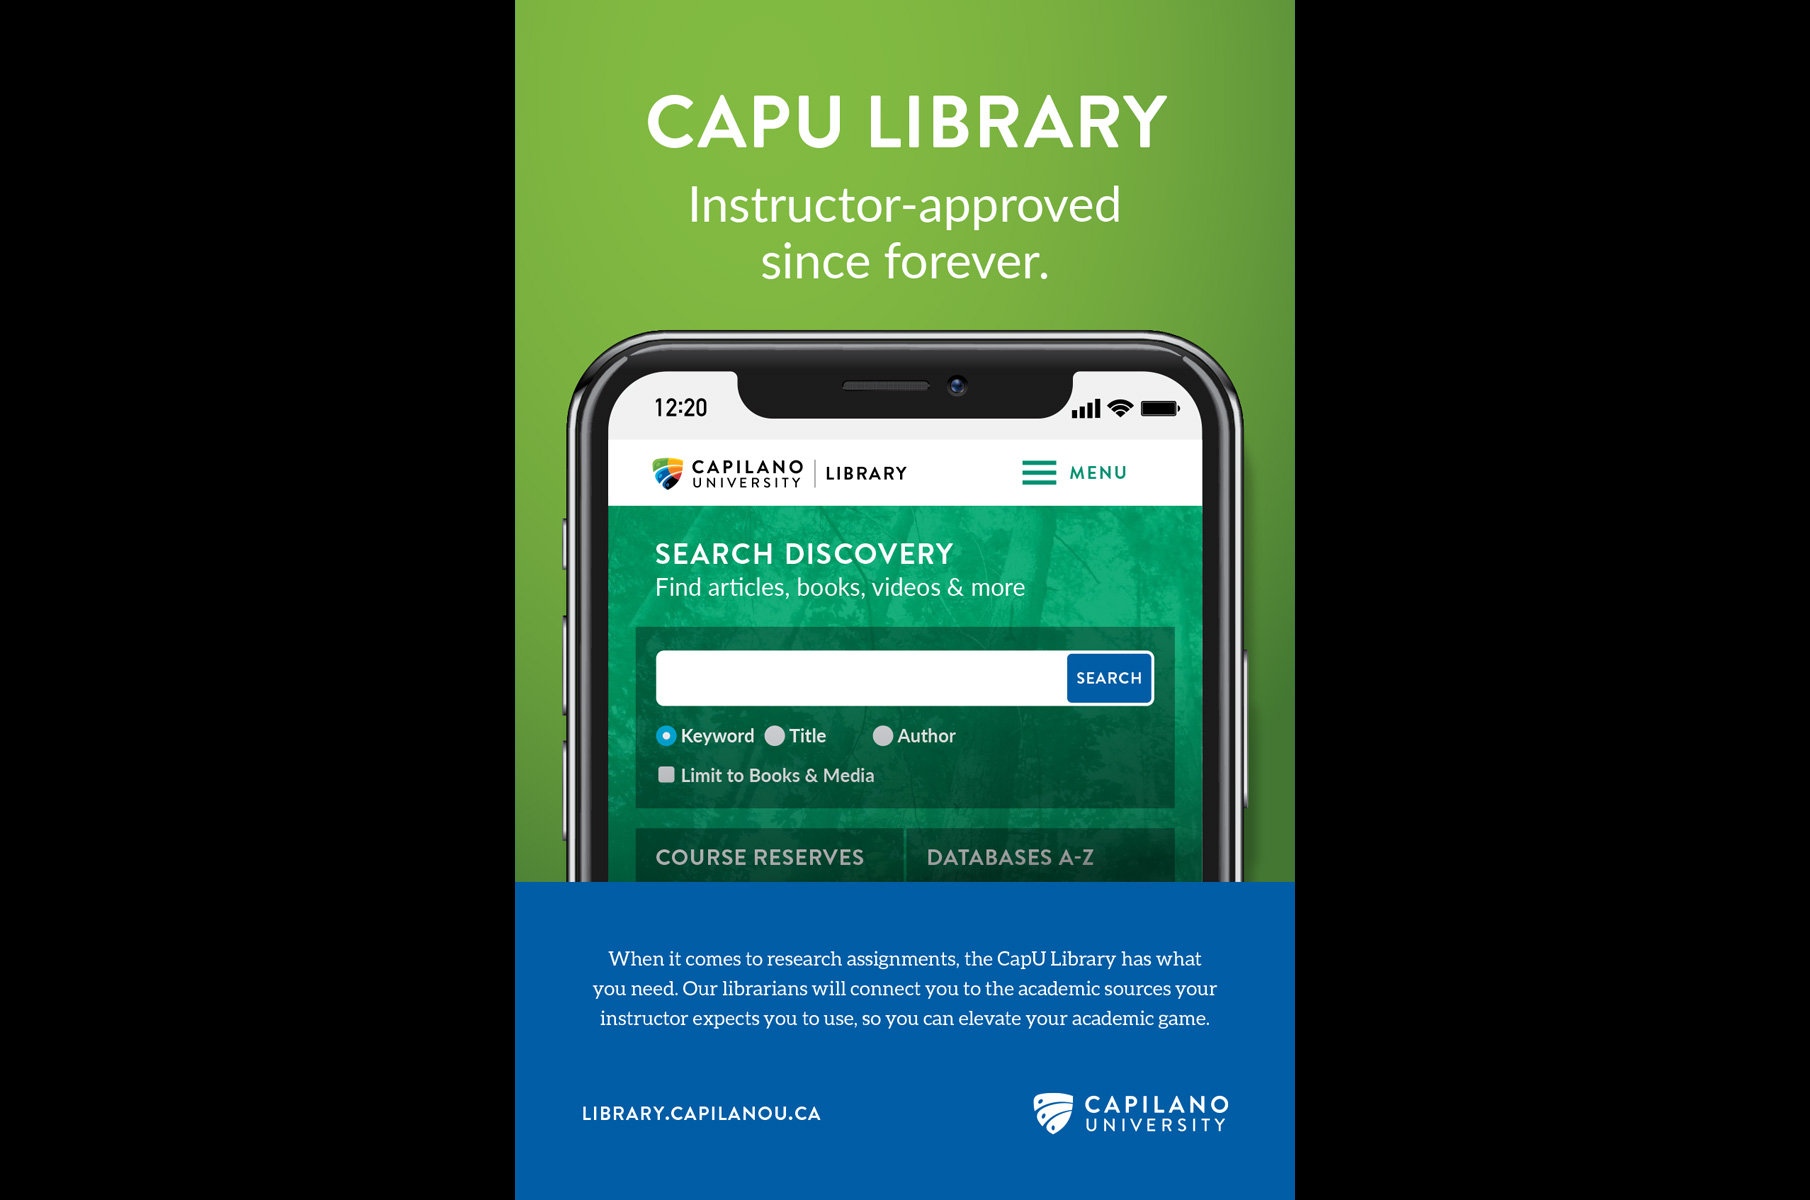 CAPU LIBRARY
Instructor-approved
since forever.
12:20
CAPILANO
UNIVERSITY
LIBRARY
MENU
SEARCH DISCOVERY
Find articles, books, videos & more
SEARCH
Keyword Title Author
Limit to Books & Media
COURSE RESERVES DATABASES A-Z
When it comes to research assignments, the CapU Library has what
you need. Our librarians will connect you to the academic sources your
instructor expects you to use, so you can elevate your academic game.
LIBRARY.CAPILANOU.CA
CAPILANO
UNIVERSITY